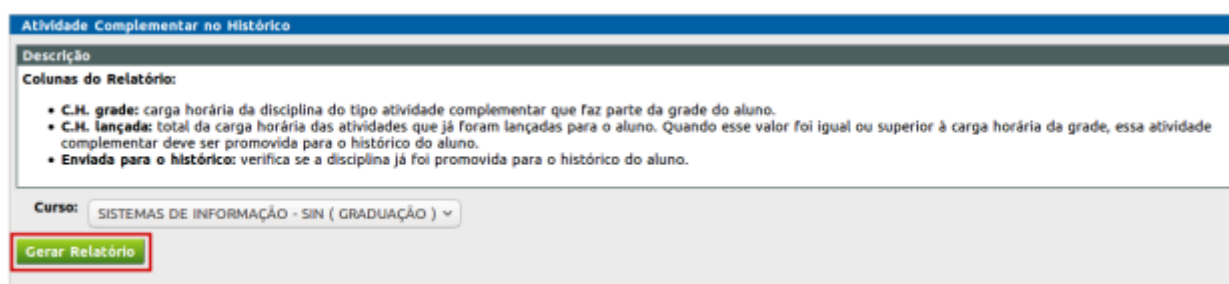 Atividade Complementar no Histórico
Descrição
Colunas do Relatório:
• C.H. grade: carga horária da disciplina do tipo atividade complementar que faz parte da grade do aluno.
• C.H. lançada: total da carga horária das atividades que já foram lançadas para o aluno. Quando esse valor foi igual ou superior à carga horária da grade, essa atividade
complementar deve ser promovida para o histórico do aluno.
• Enviada para o histórico: verifica se a disciplina já foi promovida para o histórico do aluno.
Curso: SISTEMAS DE INFORMAÇÃO - SIN ( GRADUAÇÃO )
Gerar Relatório